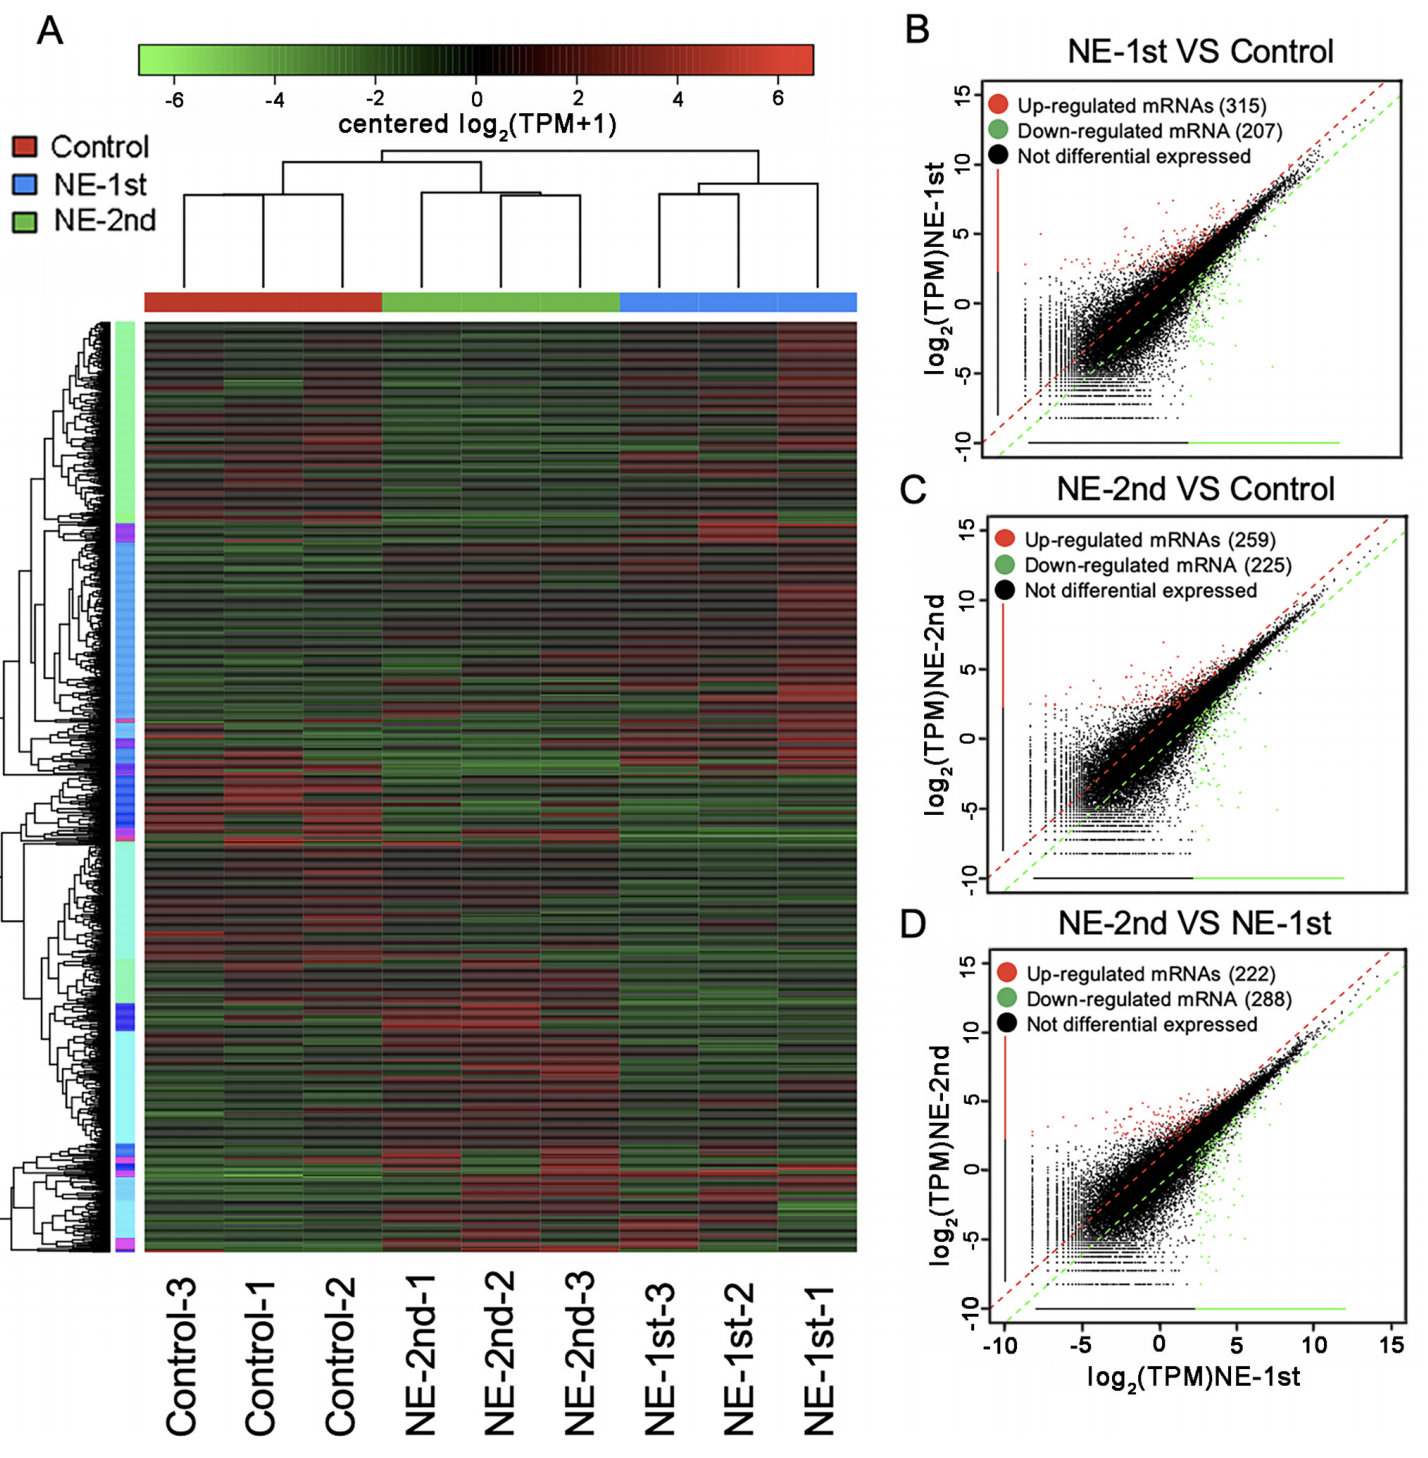 A
-6 -4 -2 0 2 4 6
centered log2(TPM+1)
Control
NE-1st
NE-2nd
Control-3
Control-1
Control-2
NE-2nd-1
NE-2nd-2
NE-2nd-3
NE-1st-3
NE-1st-2
NE-1st-1
B
NE-1st VS Control
Up-regulated mRNAs (315)
Down-regulated mRNA (207)
Not differential expressed
log2(TPM)NE-1st
15
10
5
0
-5
-10
C
NE-2nd VS Control
Up-regulated mRNAs (259)
Down-regulated mRNA (225)
Not differential expressed
log2(TPM)NE-2nd
15
10
5
0
-5
-10
D
NE-2nd VS NE-1st
Up-regulated mRNAs (222)
Down-regulated mRNA (288)
Not differential expressed
log2(TPM)NE-2nd
15
10
5
0
-5
-10
-10 -5 0 5 10 15
log2(TPM)NE-1st